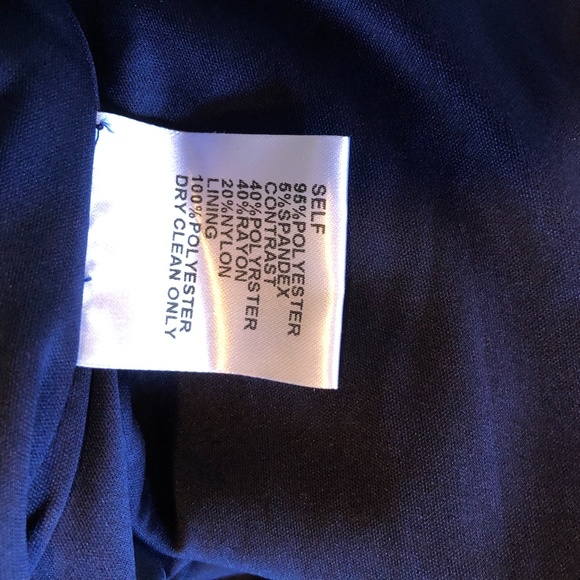 SELF
95%POLYESTER
5%SPANDEX
CONTRAST
40%POLYRSTER
40%RAYON
20%NYLON
LINING
100%POLYESTER
DRY CLEAN ONLY